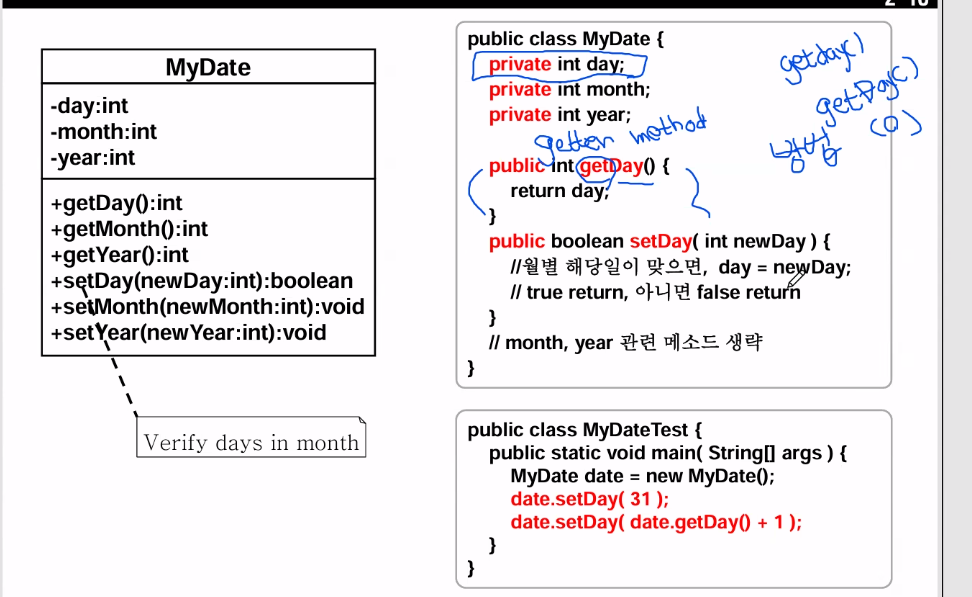 MyDate
-day:int
-month:int
-year:int
+getDay():int
+getMonth():int
+getYear():int
+setDay(newDay:int):boolean
+setMonth(newMonth:int):void
+setYear(newYear:int):void
Verify days in month
public class MyDate {
private int day;
private int month;
private int year;
getter method
public int getDay() {
return day;
}
public boolean setDay( int newDay ) {
//월별 해당일이 맞으면, day = newDay;
// true return, 아니면 false return
}
// month, year 관련 메소드 생략
}
getday()
getDay()
(0)
public class MyDateTest {
public static void main( String[] args ) {
MyDate date = new MyDate();
date.setDay( 31 );
date.setDay( date.getDay() + 1 );
}
}